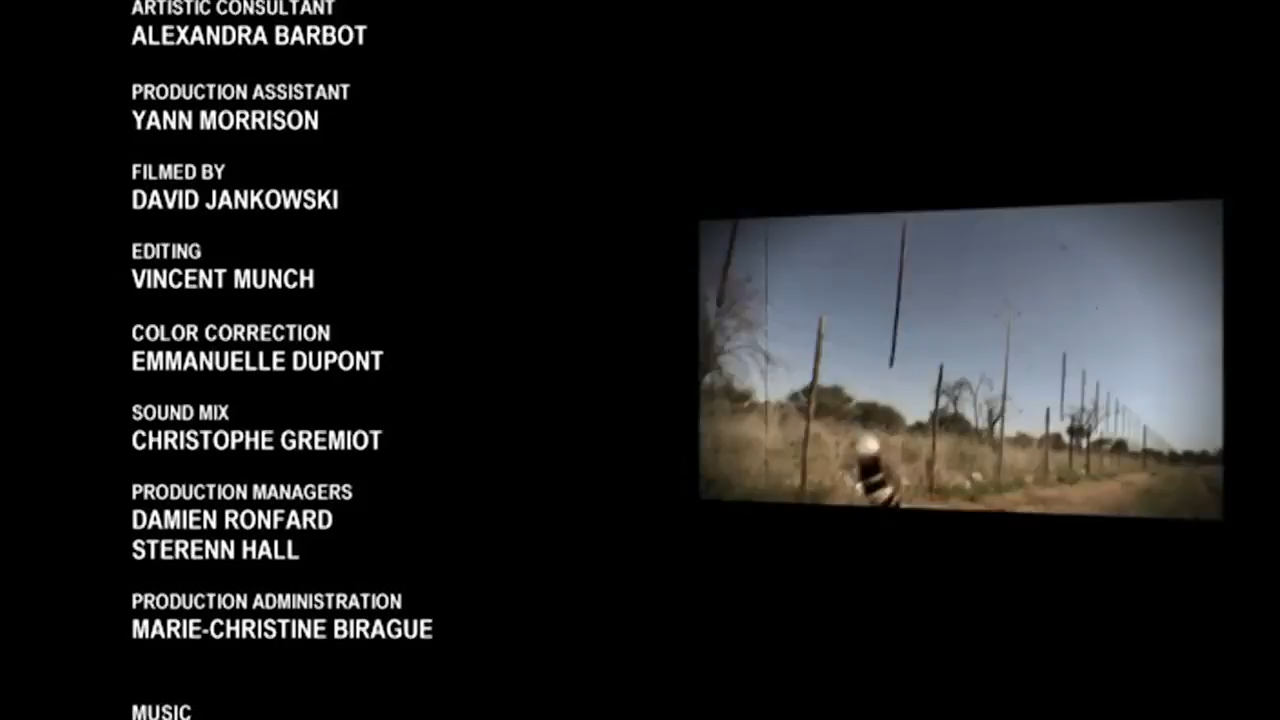 ARTISTIC CONSULTANT
ALEXANDRA BARBOT
PRODUCTION ASSISTANT
YANN MORRISON
FILMED BY
DAVID JANKOWSKI
EDITING
VINCENT MUNCH
COLOR CORRECTION
EMMANUELLE DUPONT
SOUND MIX
CHRISTOPHE GREMIOT
PRODUCTION MANAGERS
DAMIEN RONFARD
STERENN HALL
PRODUCTION ADMINISTRATION
MARIE-CHRISTINE BIRAGUE
MUSIC